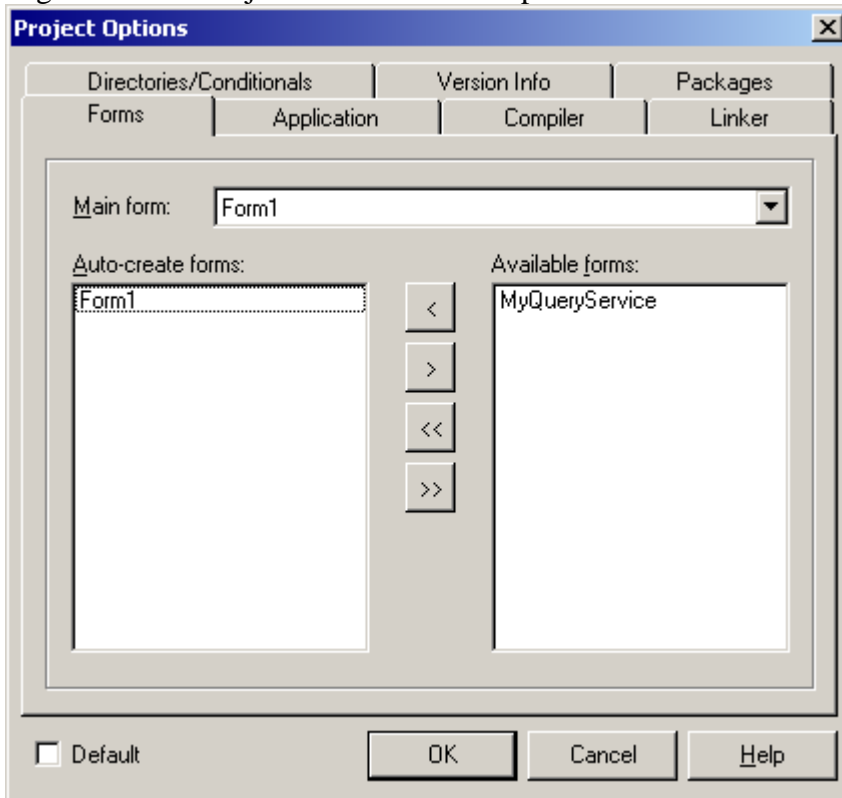 Project Options
Directories/Conditionals Version Info Packages
Forms Application Compiler Linker
Main form: Form1
Auto-create forms: Available forms:
Form1 < MyQueryService
>
<<
>>
Default OK Cancel Help